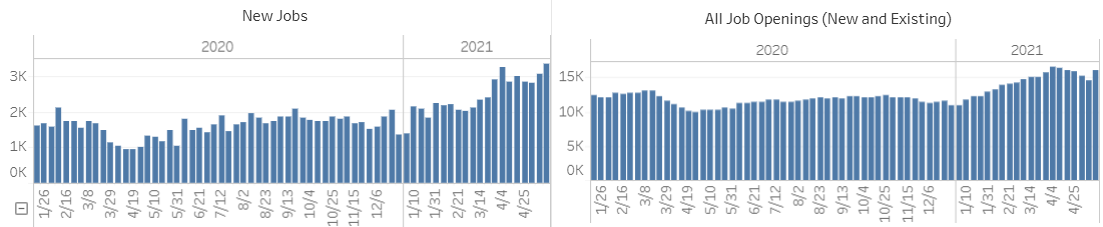 New Jobs
2020 2021
3K
2K
1K
0K
1/26 2/16 3/8 3/29 4/19 5/10 5/31 6/21 7/12 8/2 8/23 9/13 10/4 10/25 11/15 12/6 1/10 1/31 2/21 3/14 4/4 4/25
All Job Openings (New and Existing)
2020 2021
15K
10K
5K
0K
1/26 2/16 3/8 3/29 4/19 5/10 5/31 6/21 7/12 8/2 8/23 9/13 10/4 10/25 11/15 12/6 1/10 1/31 2/21 3/14 4/4 4/25